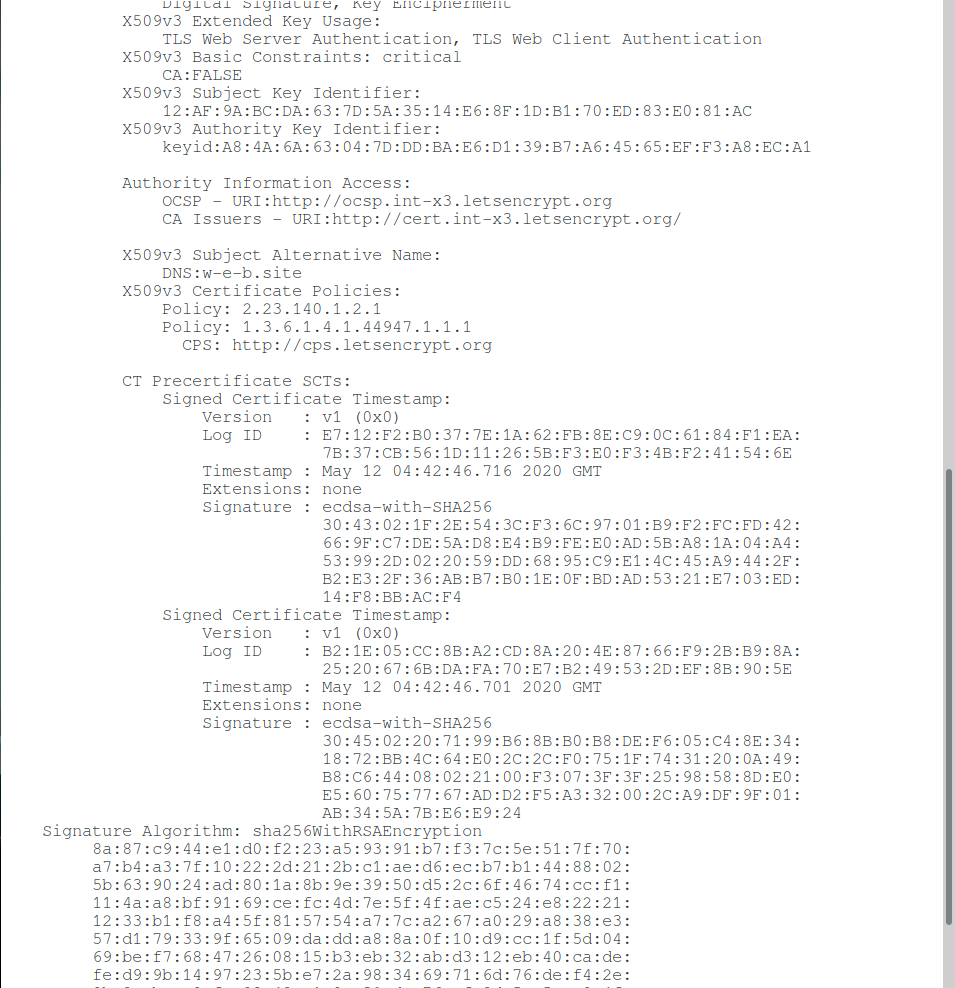 Digital Signature, Key Encipherment
X509v3 Extended Key Usage:
TLS Web Server Authentication, TLS Web Client Authentication
X509v3 Basic Constraints: critical
CA:FALSE
X509v3 Subject Key Identifier:
12:AF:9A:BC:DA:63:7D:5A:35:14:E6:8F:1D:B1:70:ED:83:E0:81:AC
X509v3 Authority Key Identifier:
keyid:A8:4A:6A:63:04:7D:DD:BA:E6:D1:39:B7:A6:45:65:EF:F3:A8:EC:A1
Authority Information Access:
OCSP - URI:http://ocsp.int-x3.letsencrypt.org
CA Issuers - URI:http://cert.int-x3.letsencrypt.org/
X509v3 Subject Alternative Name:
DNS:w-e-b.site
X509v3 Certificate Policies:
Policy: 2.23.140.1.2.1
Policy: 1.3.6.1.4.1.44947.1.1.1
CPS: http://cps.letsencrypt.org
CT Precertificate SCTs:
Signed Certificate Timestamp:
Version   : v1 (0x0)
Log ID    : E7:12:F2:B0:37:7E:1A:62:FB:8E:C9:0C:61:84:F1:EA:
7B:37:CB:56:1D:11:26:5B:F3:E0:F3:4B:F2:41:54:6E
Timestamp : May 12 04:42:46.716 2020 GMT
Extensions: none
Signature : ecdsa-with-SHA256
30:43:02:1F:2E:54:3C:F3:6C:97:01:B9:F2:FC:FD:42:
66:9F:C7:DE:5A:D8:E4:B9:FE:E0:AD:5B:A8:1A:04:A4:
53:99:2D:02:20:59:DD:68:95:C9:E1:4C:45:A9:44:2F:
B2:E3:2F:36:AB:B7:B0:1E:0F:BD:AD:53:21:E7:03:ED:
14:F8:BB:AC:F4
Signed Certificate Timestamp:
Version   : v1 (0x0)
Log ID    : B2:1E:05:CC:8B:A2:CD:8A:20:4E:87:66:F9:2B:B9:8A:
25:20:67:6B:DA:FA:70:E7:B2:49:53:2D:EF:8B:90:5E
Timestamp : May 12 04:42:46.701 2020 GMT
Extensions: none
Signature : ecdsa-with-SHA256
30:45:02:20:71:99:B6:8B:B0:B8:DE:F6:05:C4:8E:34:
18:72:BB:4C:64:E0:2C:2C:F0:75:1F:74:31:20:0A:49:
B8:C6:44:08:02:21:00:F3:07:3F:3F:25:98:58:8D:E0:
E5:60:75:77:67:AD:D2:F5:A3:32:00:2C:A9:DF:9F:01:
AB:34:5A:7B:E6:E9:24
Signature Algorithm: sha256WithRSAEncryption
8a:87:c9:44:e1:d0:f2:23:a5:93:91:b7:f3:7c:5e:51:7f:70:
a7:b4:a3:7f:10:22:2d:21:2b:c1:ae:d6:ec:b7:b1:44:88:02:
5b:63:90:24:ad:80:1a:8b:9e:39:50:d5:2c:6f:46:74:cc:f1:
11:4a:a8:bf:91:69:ce:fc:4d:7e:5f:4f:ae:c5:24:e8:22:21:
12:33:b1:f8:a4:5f:81:57:54:a7:7c:a2:67:a0:29:a8:38:e3:
57:d1:79:33:9f:65:09:da:dd:a8:8a:0f:10:d9:cc:1f:5d:04:
69:be:f7:68:47:26:08:15:b3:eb:32:ab:d3:12:eb:40:ca:de:
fe:d9:9b:14:97:23:5b:e7:2a:98:34:69:71:6d:76:de:f4:2e: